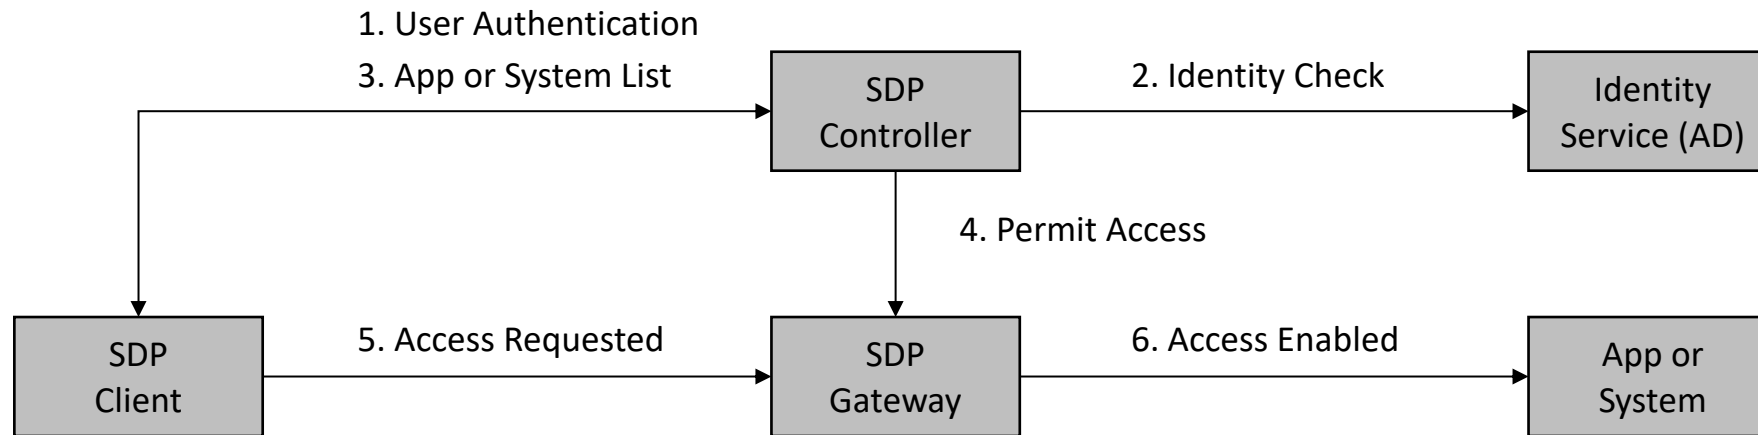 1. User Authentication
3. App or System List
SDP
Controller
2. Identity Check
Identity
Service (AD)
4. Permit Access
SDP
Client
5. Access Requested
SDP
Gateway
6. Access Enabled
App or
System